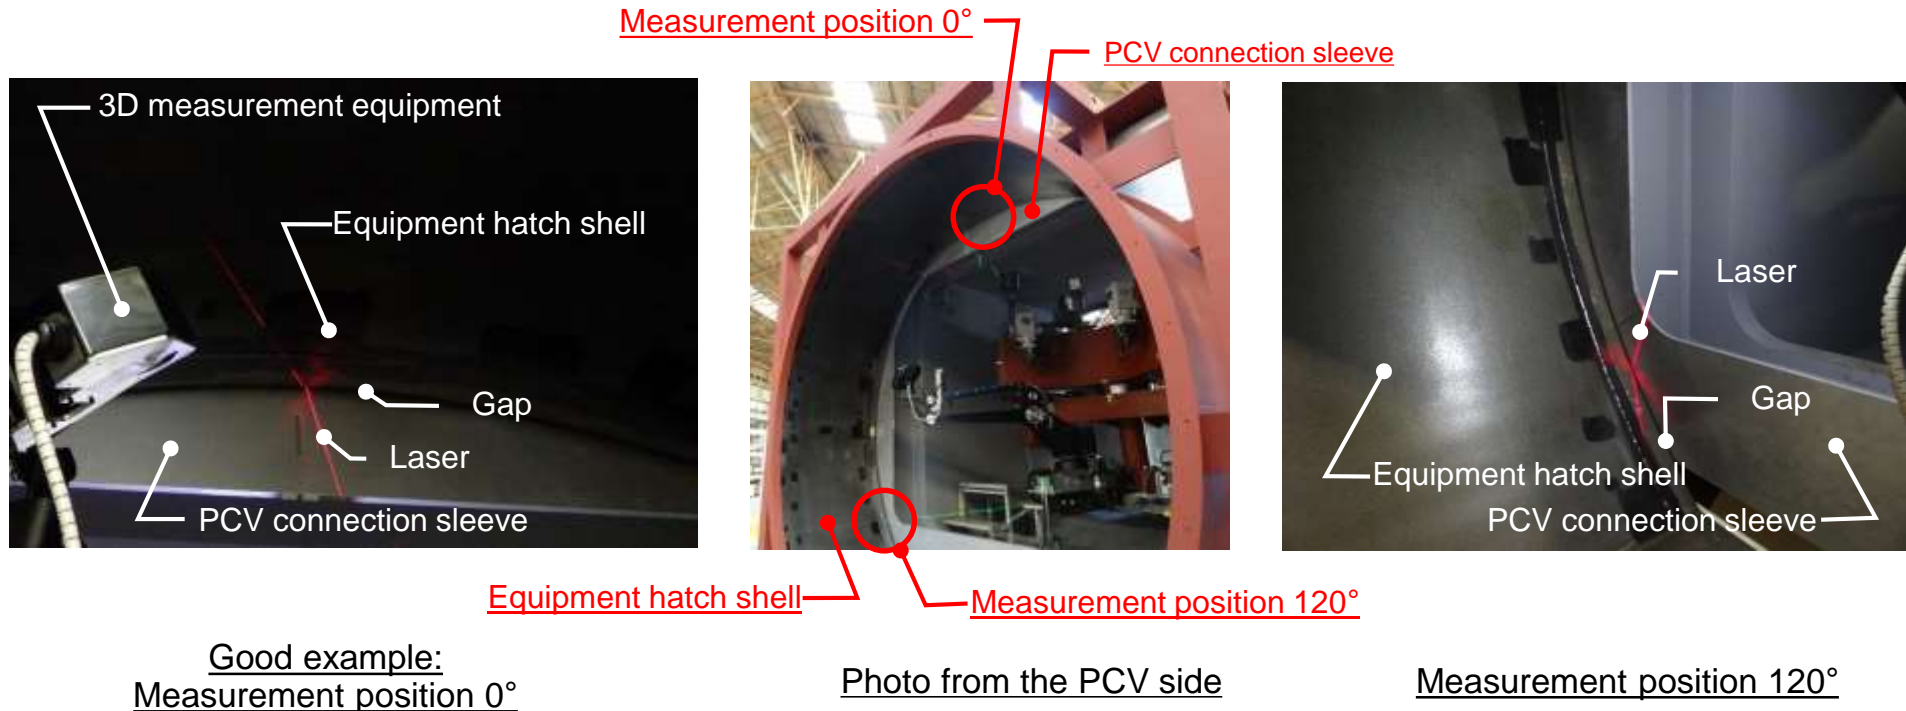 Measurement position 0°
PCV connection sleeve
3D measurement equipment
Equipment hatch shell
Gap
Laser
PCV connection sleeve
Laser
Gap
Equipment hatch shell
PCV connection sleeve
Equipment hatch shell
Measurement position 120°
Good example:
Measurement position 0°
Photo from the PCV side
Measurement position 120°